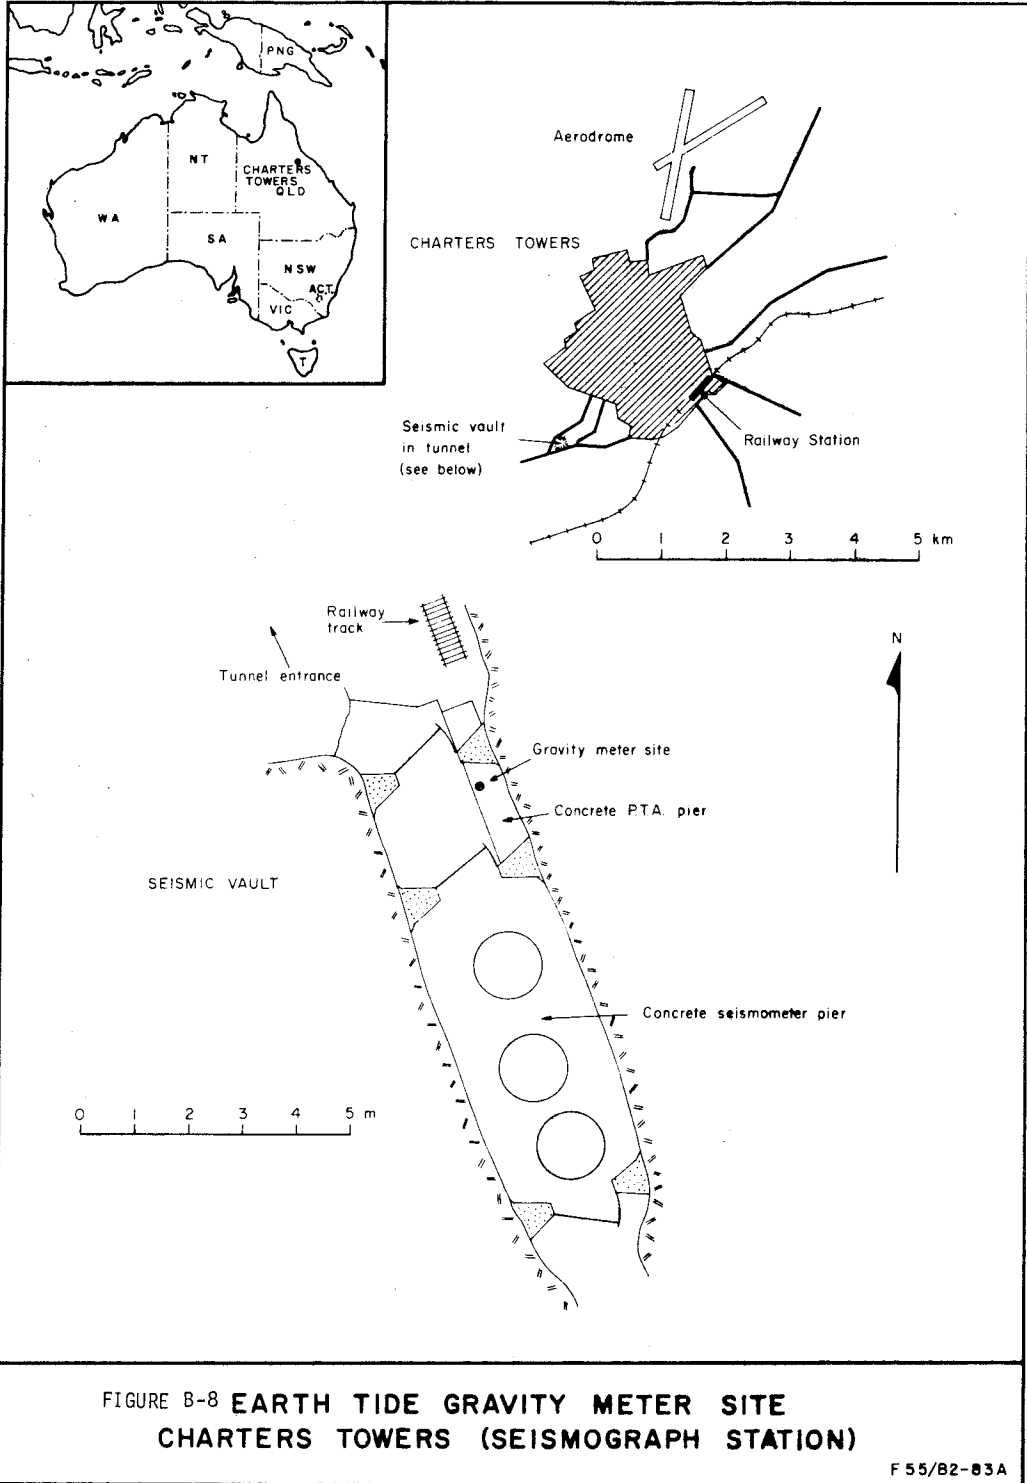 PNG
NT
CHARTERS
TOWERS
QLD
WA
SA
NSW
A.C.T.
VIC
T
Aerodrome
CHARTERS TOWERS
Seismic vault
in tunnel
(see below)
Railway Station
0 1 2 3 4 5 km
Railway
track
N
Tunnel entrance
Gravity meter site
Concrete P.T.A. pier
SEISMIC VAULT
Concrete seismometer pier
0 1 2 3 4 5 m
FIGURE B-8 EARTH TIDE GRAVITY METER SITE
CHARTERS TOWERS (SEISMOGRAPH STATION)
F55/B2-83A